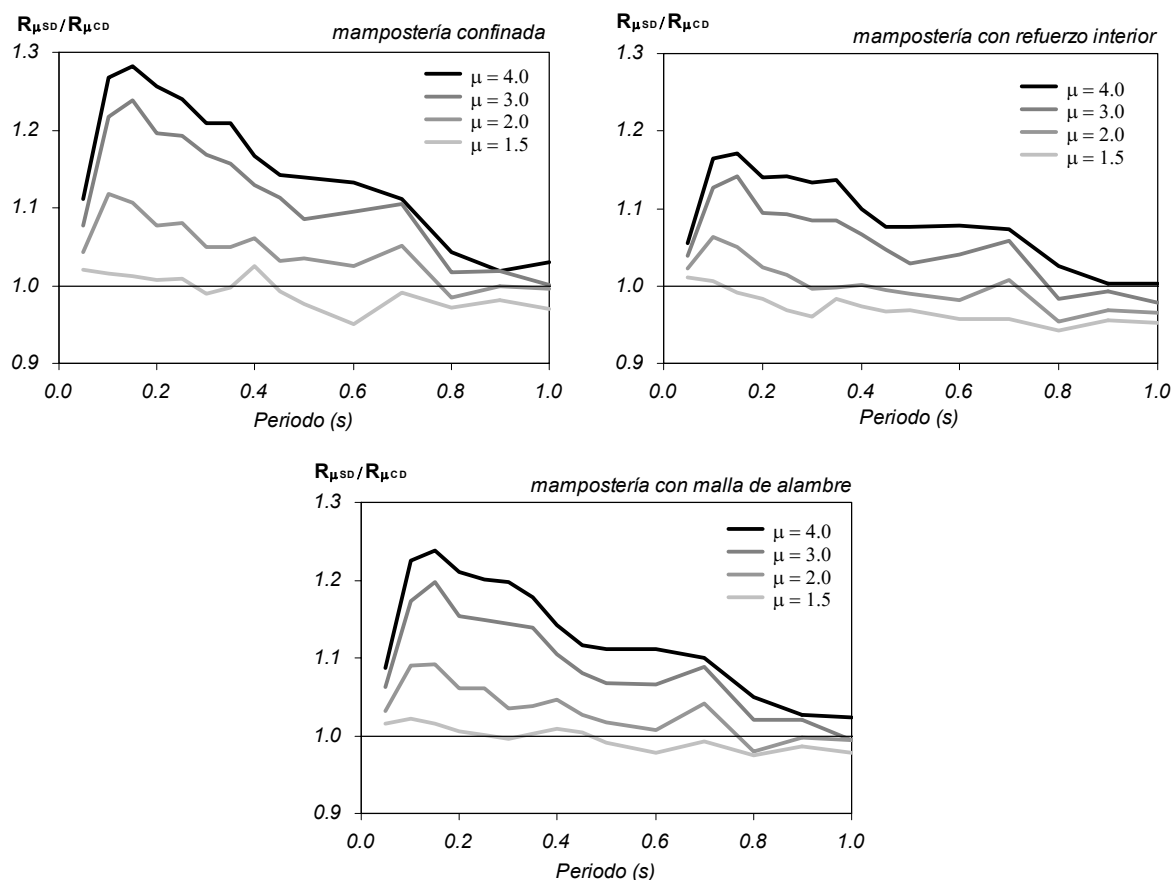 RμSD/RμCD
mampostería confinada
1.3
1.2
1.1
1.0
0.9
μ = 4.0
μ = 3.0
μ = 2.0
μ = 1.5
0.0 0.2 0.4 0.6 0.8 1.0
Periodo (s)
RμSD/RμCD
mampostería con refuerzo interior
1.3
1.2
1.1
1.0
0.9
μ = 4.0
μ = 3.0
μ = 2.0
μ = 1.5
0.0 0.2 0.4 0.6 0.8 1.0
Periodo (s)
RμSD/RμCD
mampostería con malla de alambre
1.3
1.2
1.1
1.0
0.9
μ = 4.0
μ = 3.0
μ = 2.0
μ = 1.5
0.0 0.2 0.4 0.6 0.8 1.0
Periodo (s)